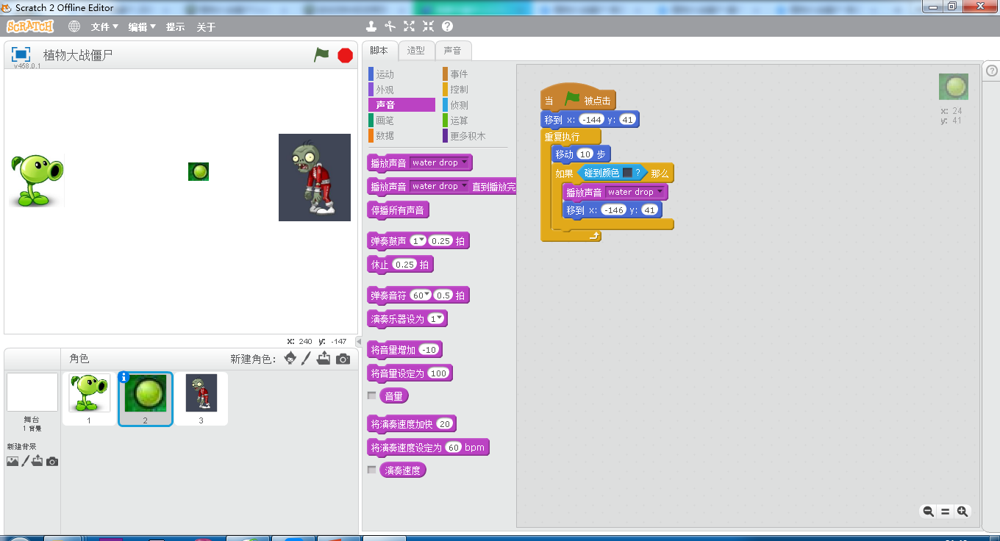 Scratch 2 Offline Editor
SCRATCH 文件 编辑 提示 关于
植物大战僵尸
v458.0.1
脚本 造型 声音
运动 事件
外观 控制
声音 侦测
画笔 运算
数据 更多积木
播放声音 water drop
播放声音 water drop 直到播放完
停播所有声音
弹奏鼓声 1 0.25 拍
休止 0.25 拍
弹奏音符 60 0.5 拍
演奏乐器设为 1
将音量增加 -10
将音量设定为 100
音量
将演奏速度加快 20
将演奏速度设定为 60 bpm
演奏速度
当 被点击
移到 x: -144 y: 41
重复执行
移动 10 步
如果 碰到颜色 ? 那么
播放声音 water drop
移到 x: -146 y: 41
x: 24
y: 41
x: 240 y: -147
角色 新建角色:
舞台
1 背景
新建背景
1
2
3